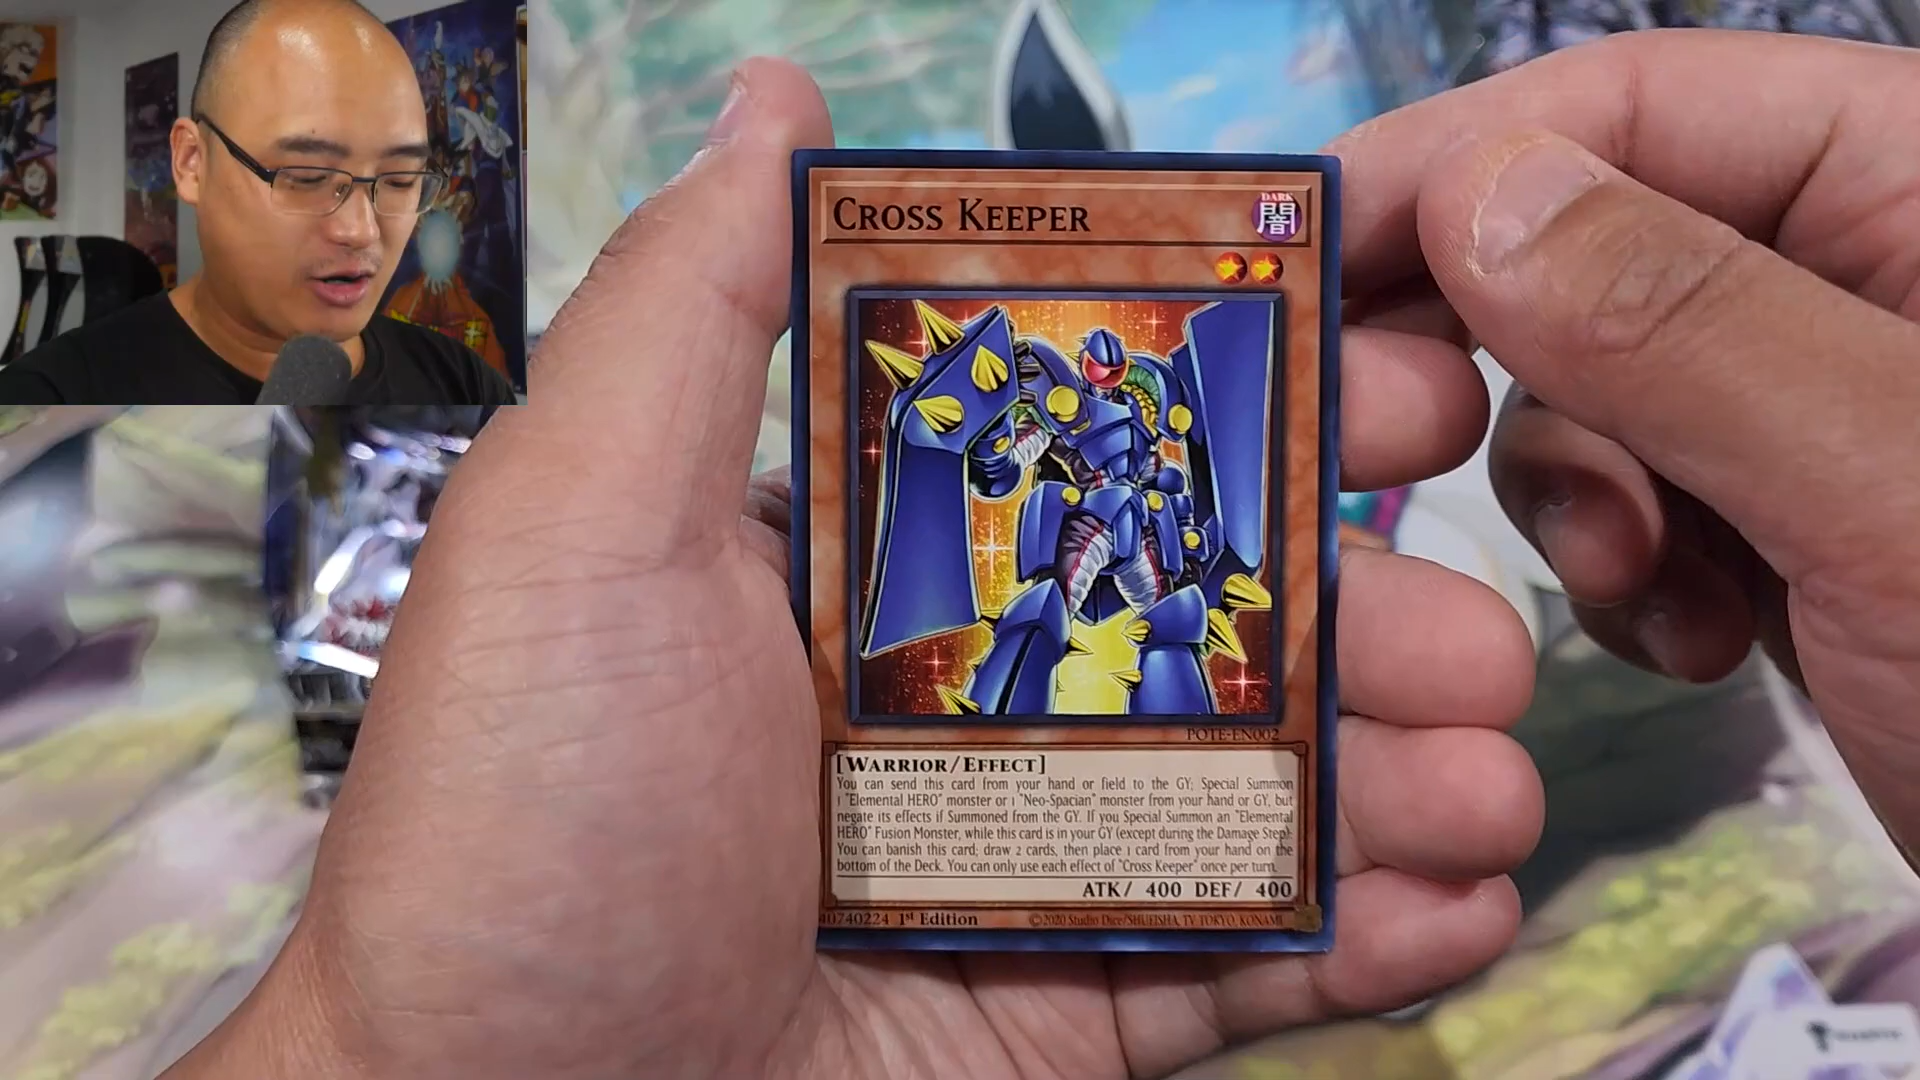 CROSS KEEPER
DARK
闇
POTE-EN002
[WARRIOR/EFFECT]
You can send this card from your hand or field to the GY; Special Summon
1 "Elemental HERO" monster or 1 "Neo-Spacian" monster from your hand or GY, but
negate its effects if Summoned from the GY. If you Special Summon an "Elemental
HERO" Fusion Monster, while this card is in your GY (except during the Damage Step):
You can banish this card; draw 2 cards, then place 1 card from your hand on the
bottom of the Deck. You can only use each effect of "Cross Keeper" once per turn.
ATK/ 400 DEF/ 400
10740224 1st Edition ©2020 Studio Dice/SHUEISHA, TV TOKYO, KONAMI